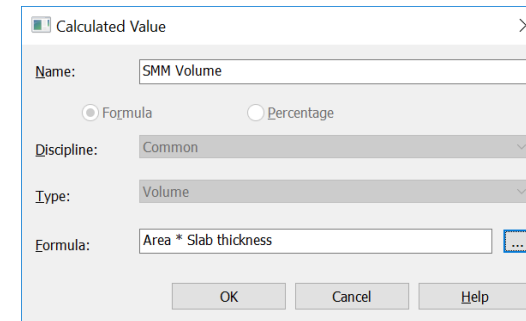 Calculated Value
Name: SMM Volume
Formula Percentage
Discipline: Common
Type: Volume
Formula: Area * Slab thickness ...
OK Cancel Help